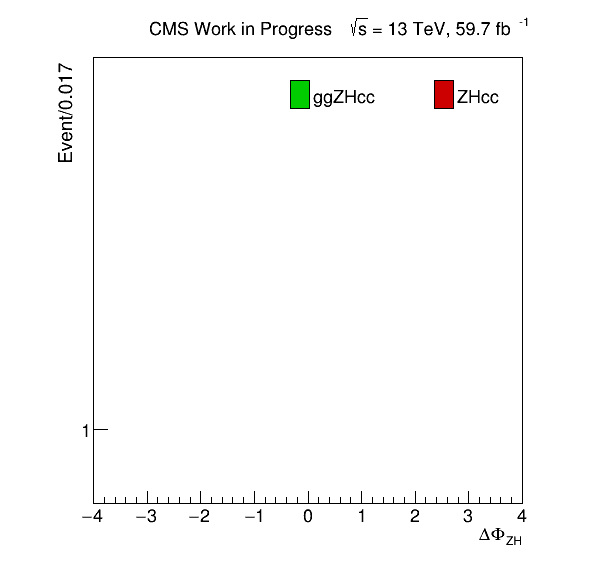 CMS Work in Progress √s = 13 TeV, 59.7 fb⁻¹
Event/0.017
ggZHcc ZHcc
1
−4 −3 −2 −1 0 1 2 3 4
ΔΦ_ZH